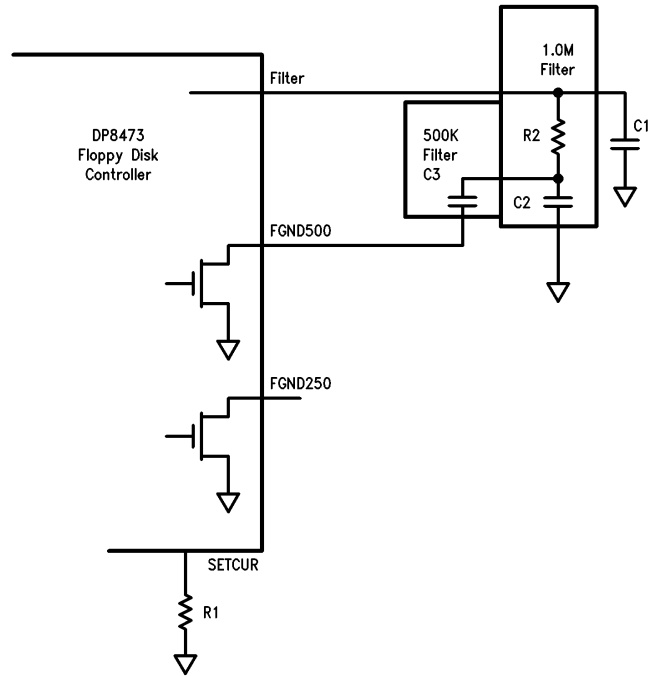 1.0M
Filter
Filter
C1
DP8473
Floppy Disk
Controller
500K
Filter
C3
R2
C2
FGND500
FGND250
SETCUR
R1